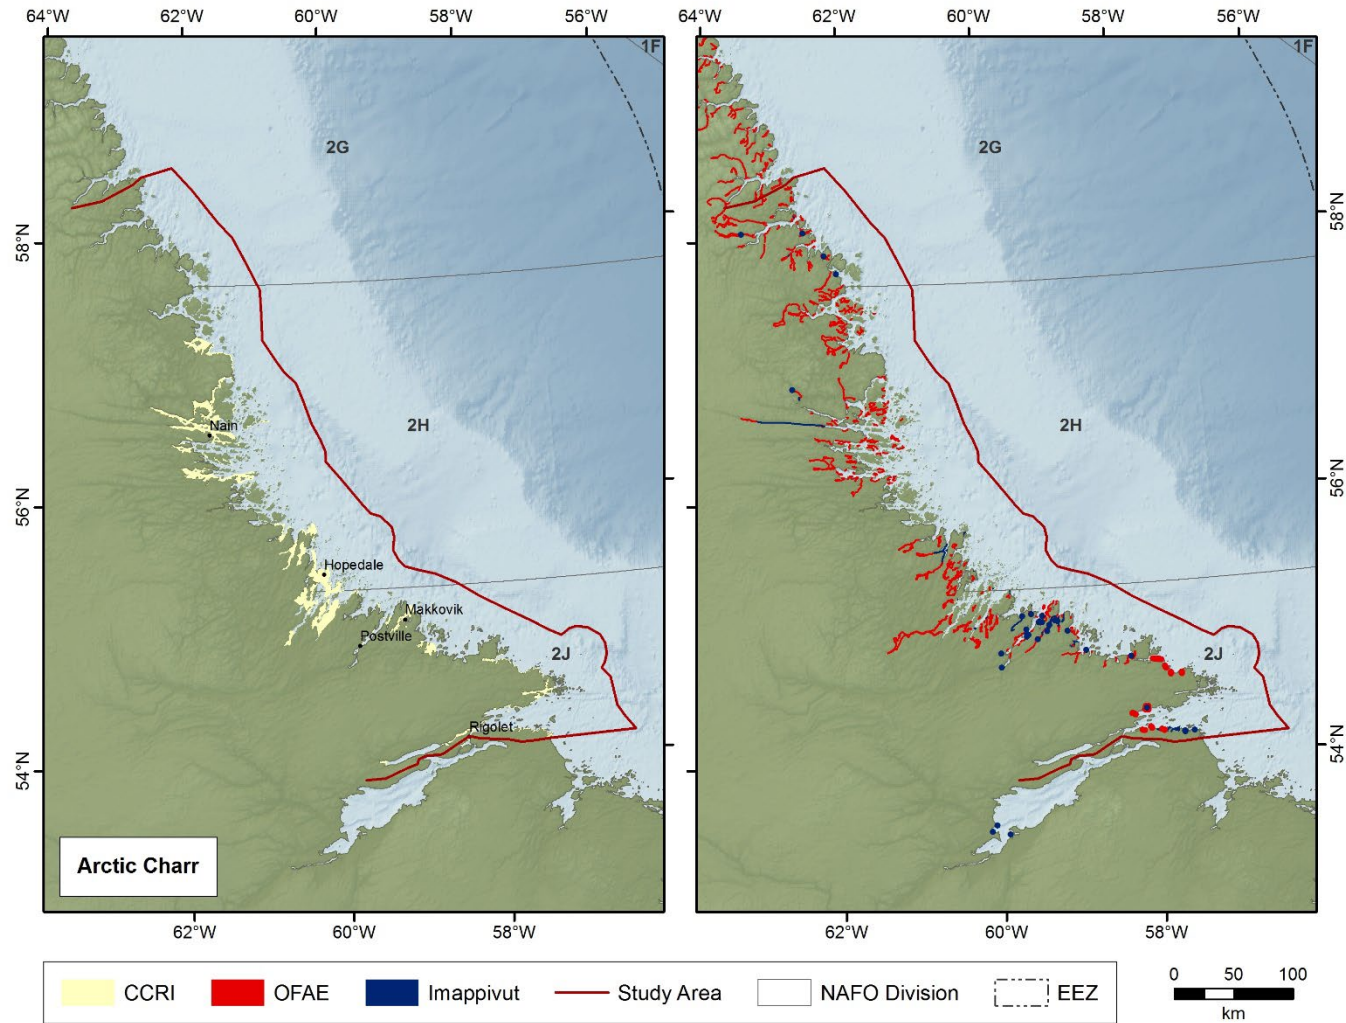 64°W 62°W 60°W 58°W 56°W 64°W 62°W 60°W 58°W 56°W
1F 1F
2G 2G
58°N 58°N
2H 2H
Nain
56°N 56°N
Hopedale
Makkovik
Postville
2J 2J
Rigolet
54°N 54°N
Arctic Charr
62°W 60°W 58°W 62°W 60°W 58°W
CCRI OFAE Imappivut Study Area NAFO Division EEZ
0 50 100
km